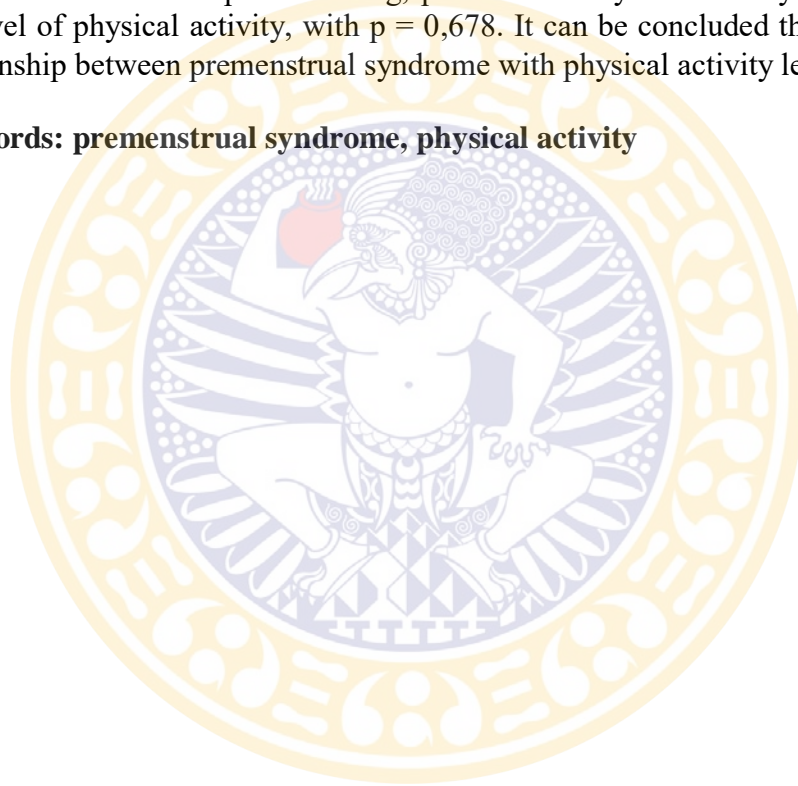 vel of physical activity, with p = 0,678. It can be concluded th
nship between premenstrual syndrome with physical activity le
ords: premenstrual syndrome, physical activity